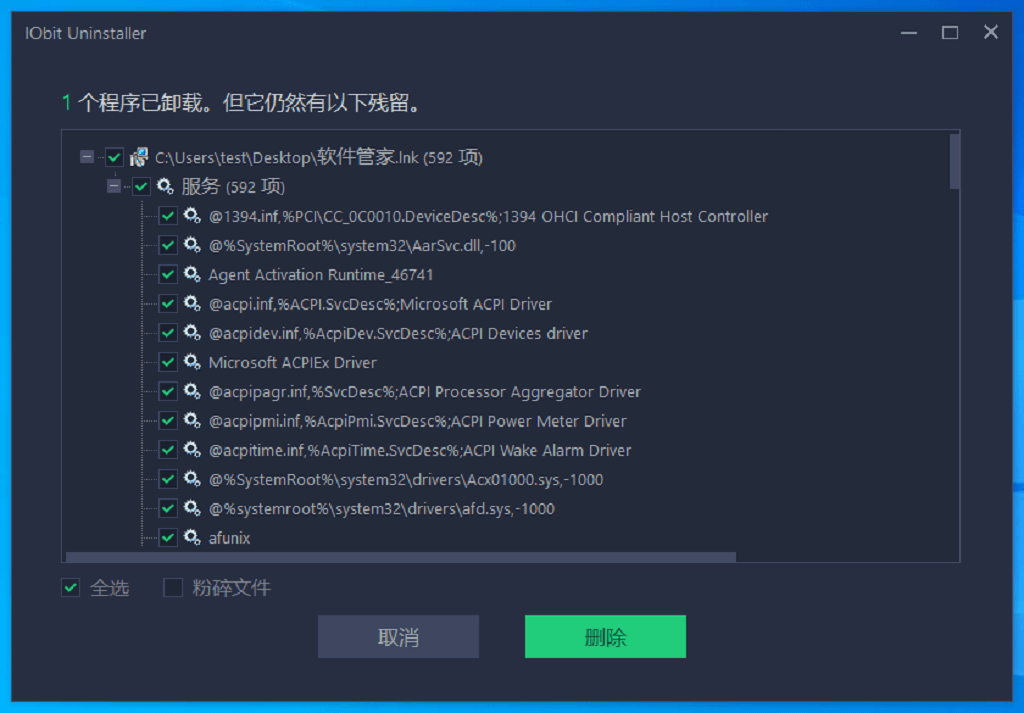 IObit Uninstaller
1 个程序已卸载。但它仍然有以下残留。
C:\Users\test\Desktop\软件管家.lnk (592 项)
服务 (592 项)
@1394.inf,%PCI\CC_0C0010.DeviceDesc%;1394 OHCI Compliant Host Controller
@%SystemRoot%\system32\AarSvc.dll,-100
Agent Activation Runtime_46741
@acpi.inf,%ACPI.SvcDesc%;Microsoft ACPI Driver
@acpidev.inf,%AcpiDev.SvcDesc%;ACPI Devices driver
Microsoft ACPIEx Driver
@acpipagr.inf,%SvcDesc%;ACPI Processor Aggregator Driver
@acpipmi.inf,%AcpiPmi.SvcDesc%;ACPI Power Meter Driver
@acpitime.inf,%AcpiTime.SvcDesc%;ACPI Wake Alarm Driver
@%SystemRoot%\system32\drivers\Acx01000.sys,-1000
@%systemroot%\system32\drivers\afd.sys,-1000
afunix
全选 粉碎文件
取消 删除